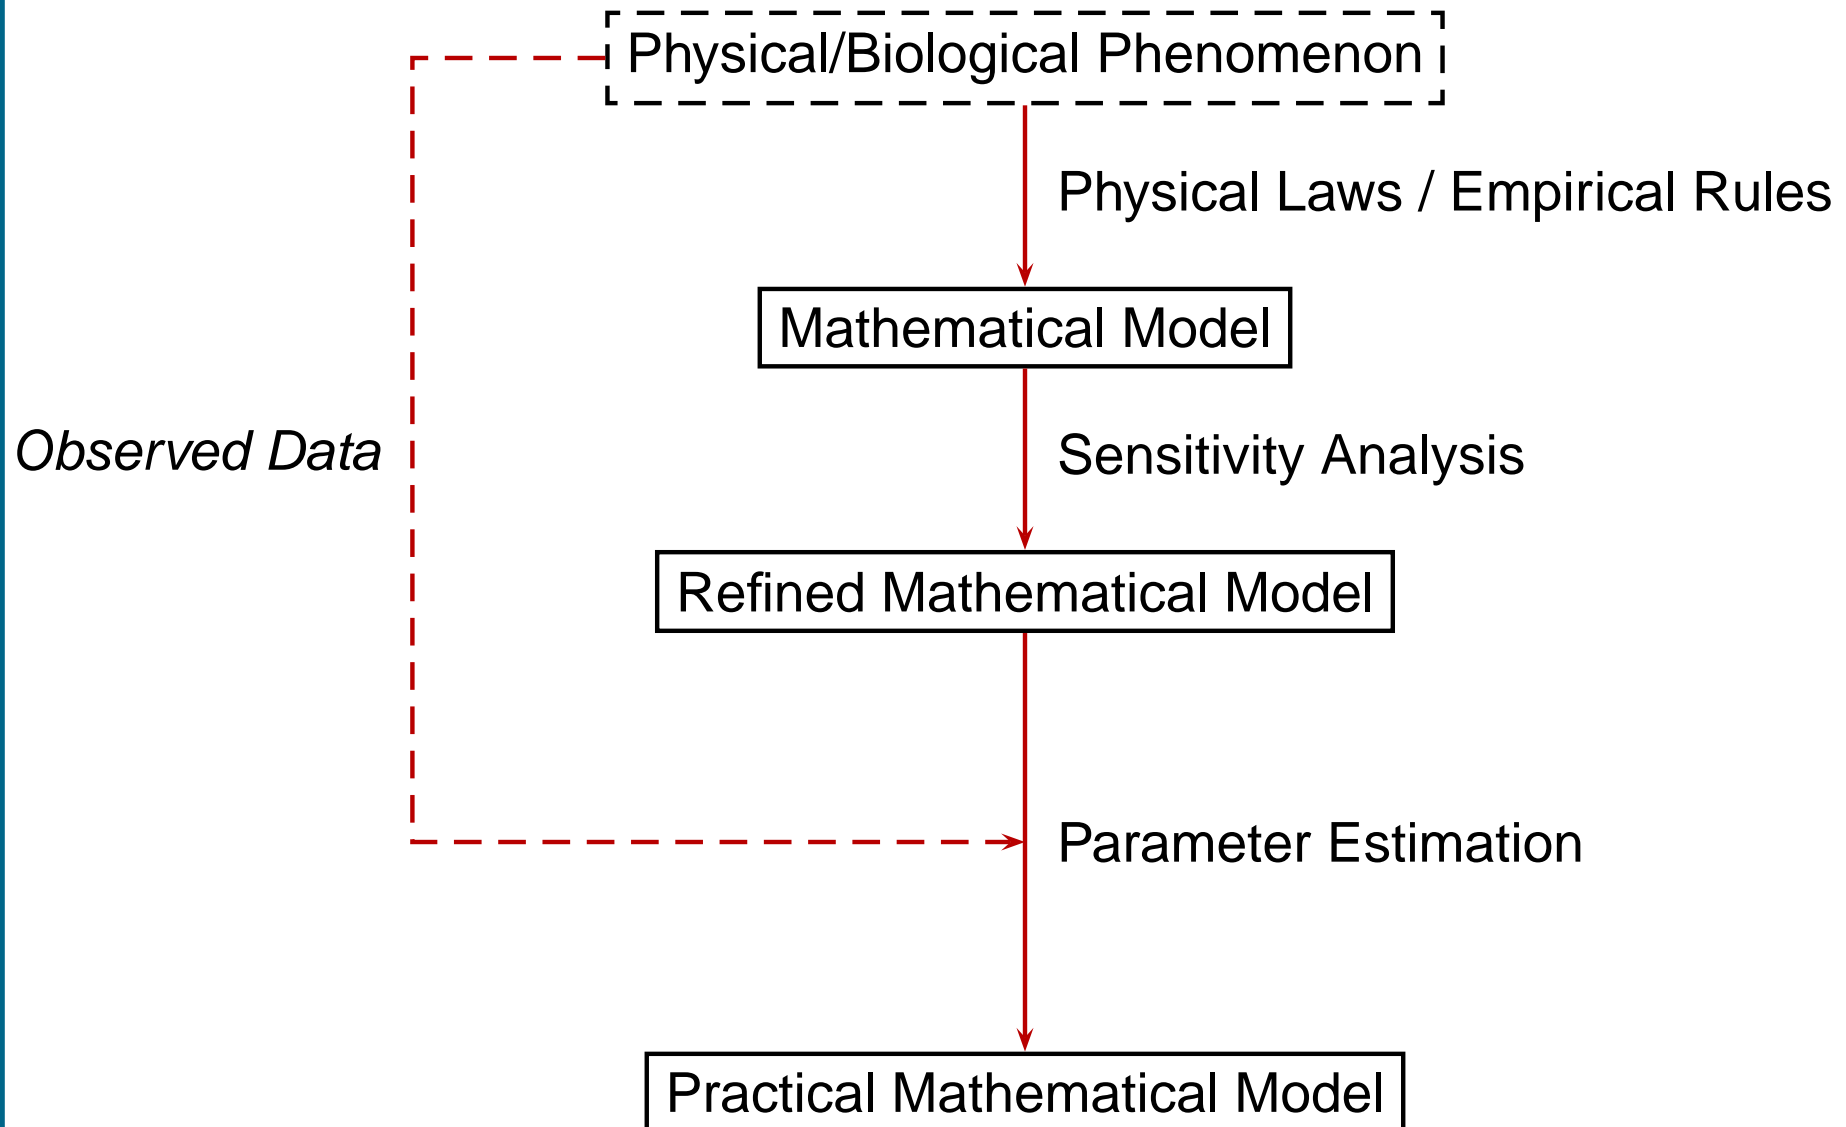 Physical/Biological Phenomenon
Physical Laws / Empirical Rules
Mathematical Model
Observed Data
Sensitivity Analysis
Refined Mathematical Model
Parameter Estimation
Practical Mathematical Model